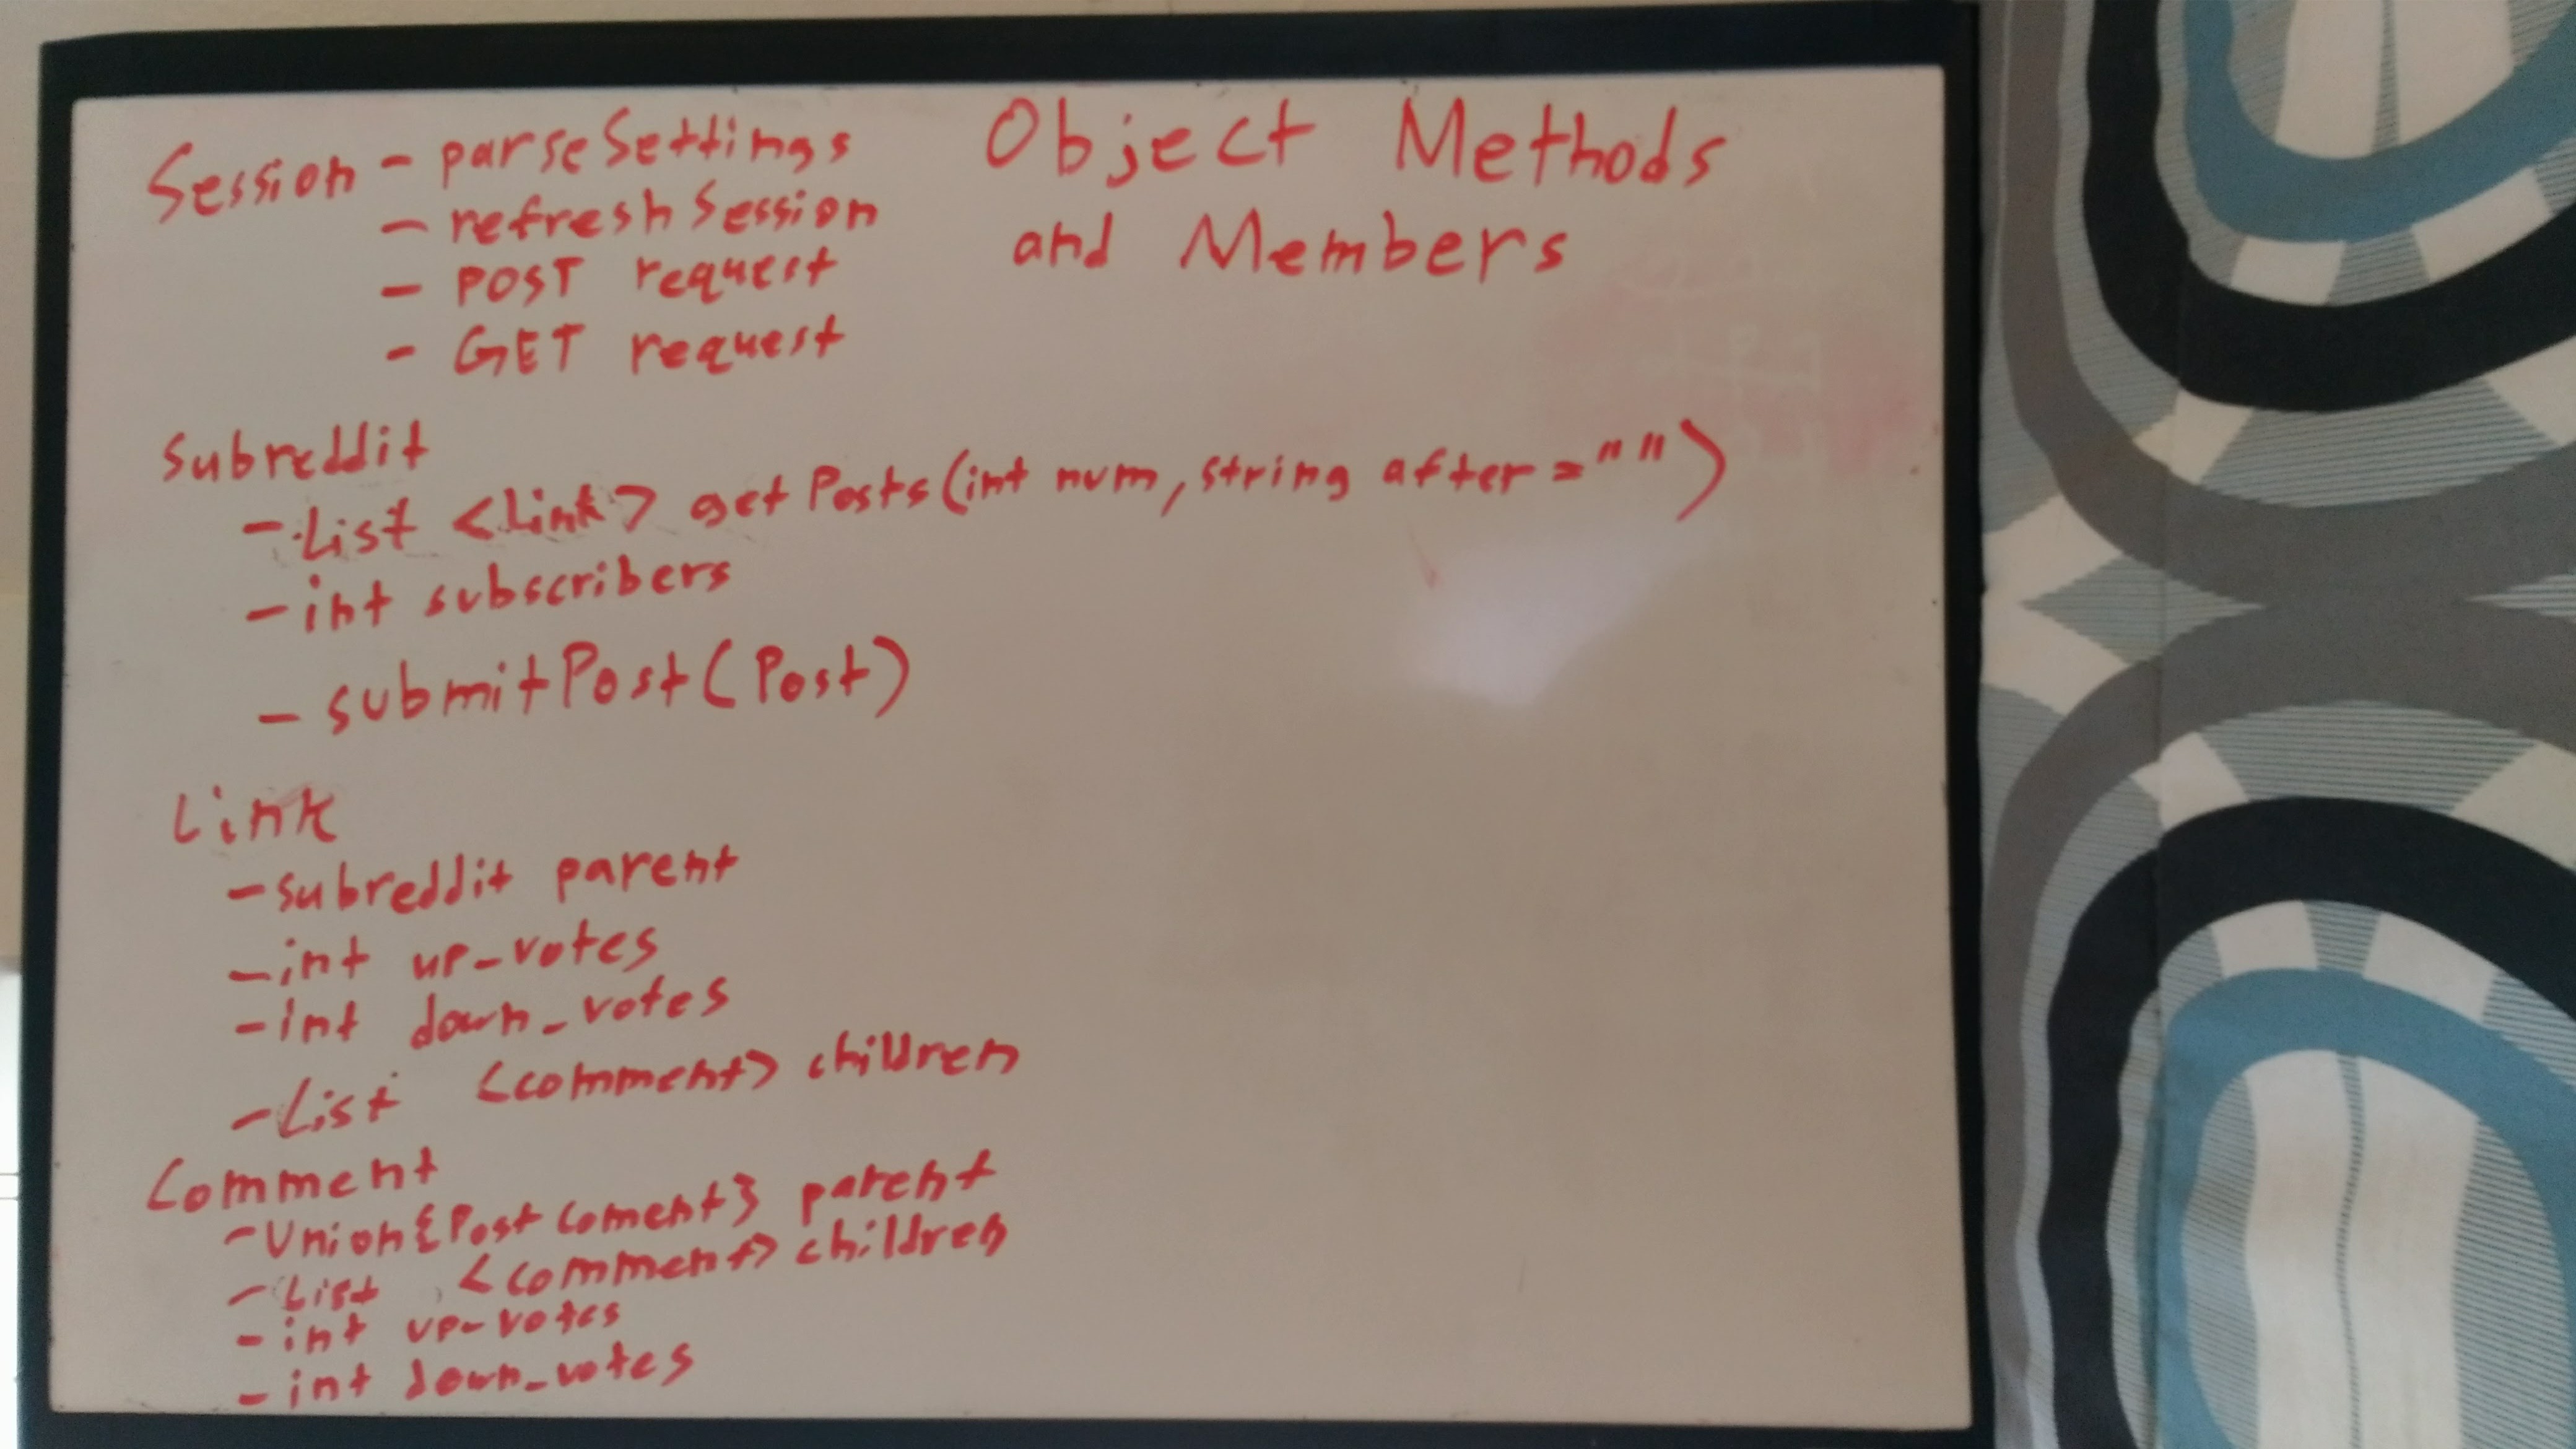 Object Methods
and Members
Session - parseSettings
- refreshSession
- POST request
- GET request
Subreddit
- List <Link> getPosts(int num, string after = "")
- int subscribers
- submitPost(Post)
Link
- subreddit parent
- int up_votes
- int down_votes
- List <comment> children
Comment
- Union{Post Coment} parent
- List <comment> children
- int up-votes
- int down_votes